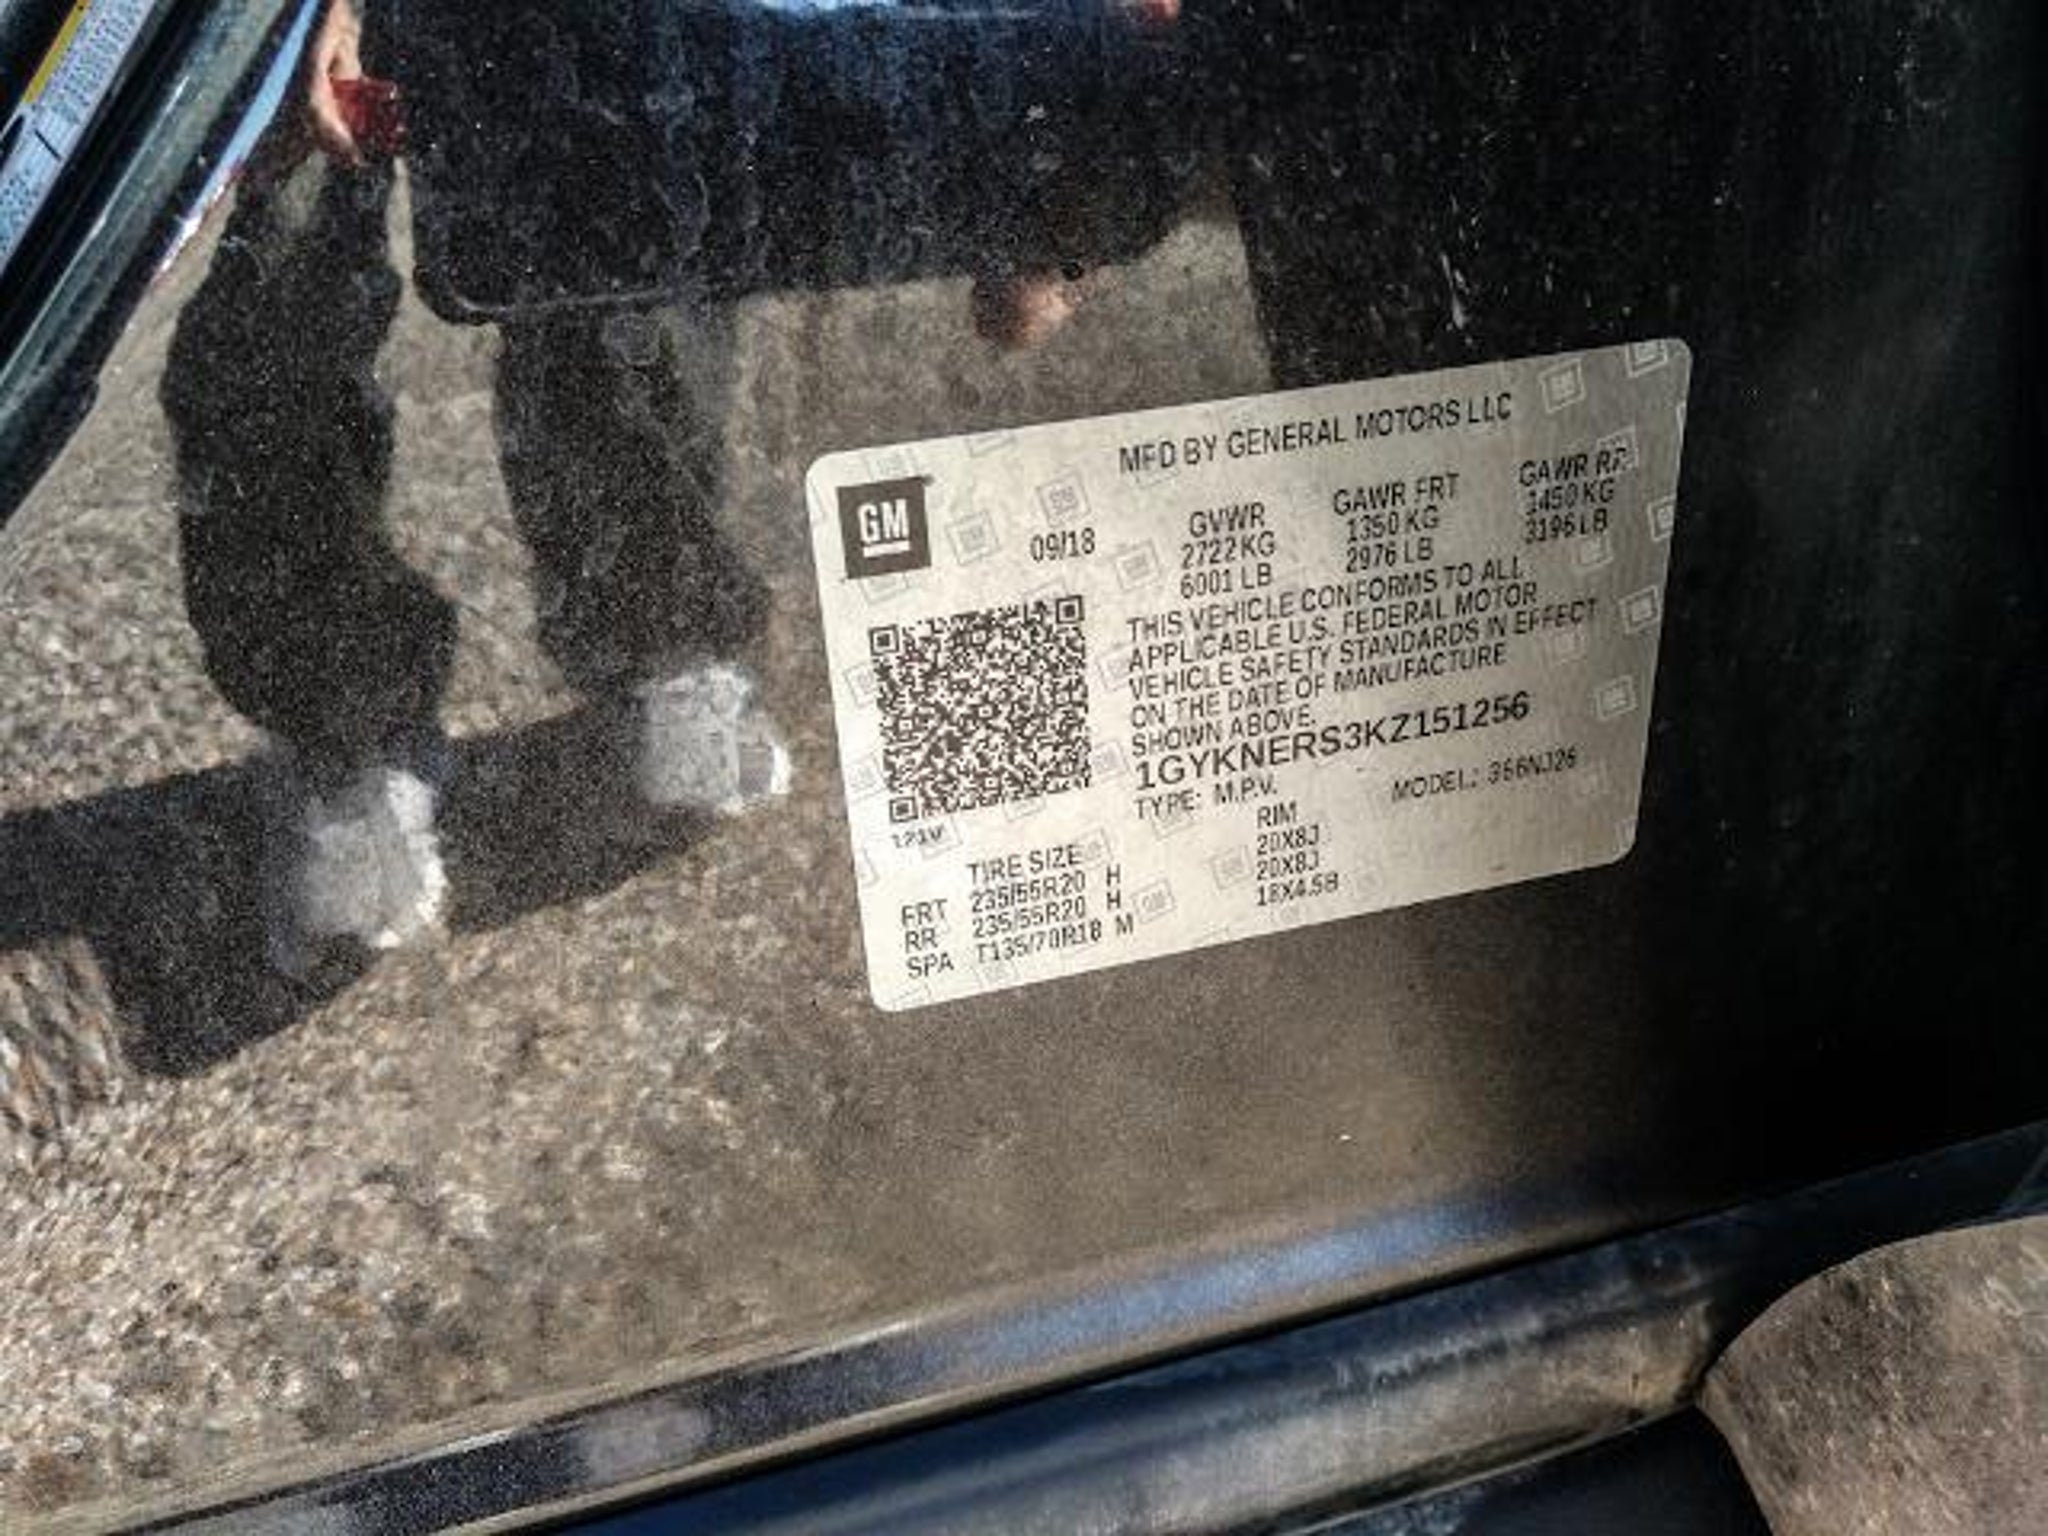 MFD BY GENERAL MOTORS LLC
GM
09/18
GVWR GAWR FRT GAWR RR
2722 KG 1350 KG 1450 KG
6001 LB 2976 LB 3196 LB
THIS VEHICLE CONFORMS TO ALL
APPLICABLE U.S. FEDERAL MOTOR
VEHICLE SAFETY STANDARDS IN EFFECT
ON THE DATE OF MANUFACTURE
SHOWN ABOVE.
1GYKNERS3KZ151256
TYPE: M.P.V. MODEL: 366NJ26
TIRE SIZE RIM
FRT 235/55R20 H 20X8J
RR 235/55R20 H 20X8J
SPA T135/70R18 M 18X4.5B